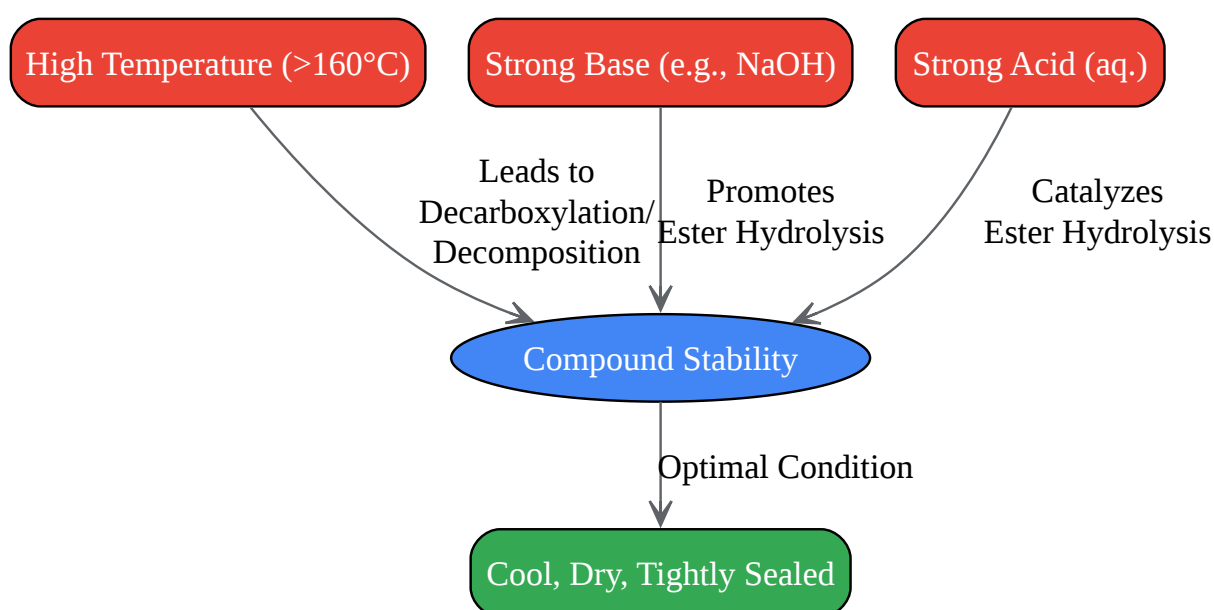 High Temperature (>160°C)
Strong Base (e.g., NaOH)
Strong Acid (aq.)
Leads to
Decarboxylation/
Decomposition
Promotes
Ester Hydrolysis
Catalyzes
Ester Hydrolysis
Compound Stability
Optimal Condition
Cool, Dry, Tightly Sealed